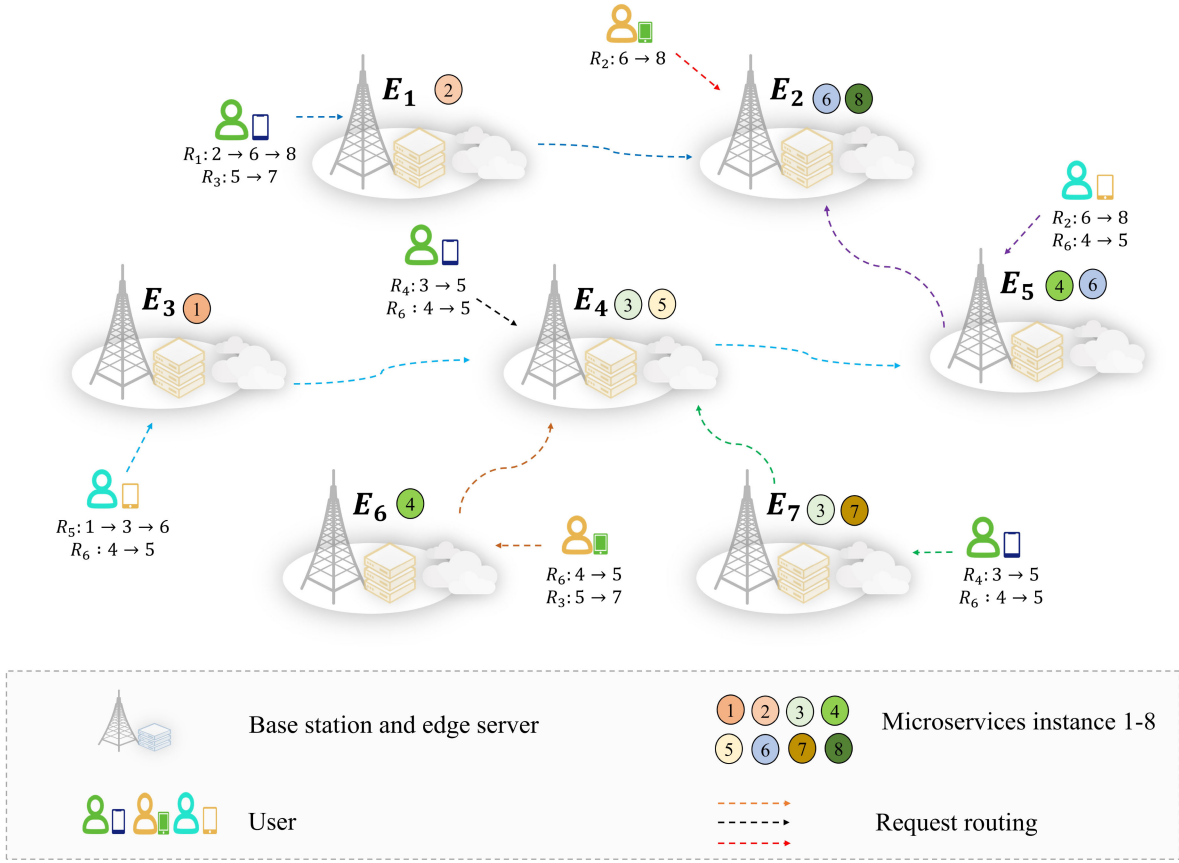 R₂: 6 → 8
E₁ 2
E₂ 6 8
R₁: 2 → 6 → 8
R₃: 5 → 7
R₂: 6 → 8
R₆: 4 → 5
R₄: 3 → 5
R₆ : 4 → 5
E₃ 1
E₄ 3 5
E₅ 4 6
R₅: 1 → 3 → 6
R₆ : 4 → 5
E₆ 4
E₇ 3 7
R₆: 4 → 5
R₃: 5 → 7
R₄: 3 → 5
R₆ : 4 → 5
Base station and edge server
1 2 3 4
5 6 7 8
Microservices instance 1-8
User
Request routing